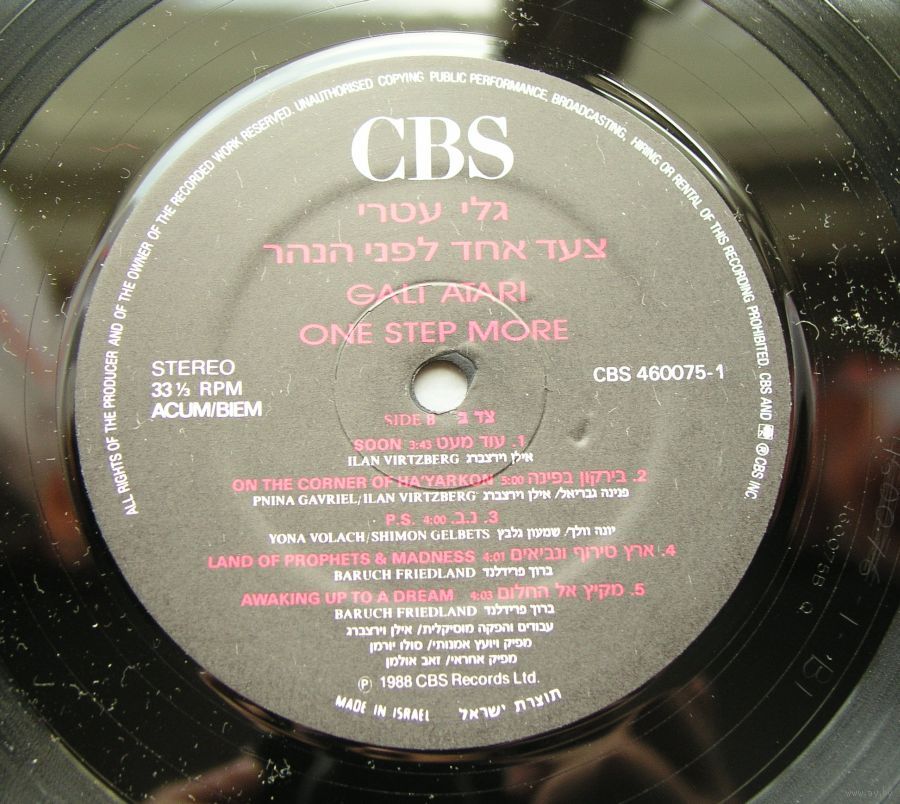 ALL RIGHTS OF THE PRODUCER AND OF THE OWNER OF THE RECORDED WORK RESERVED. UNAUTHORISED COPYING PUBLIC PERFORMANCE, BROADCASTING, HIRING OR RENTAL OF THIS RECORDING PROHIBITED. CBS AND ℗ CBS INC
CBS
גלי עטרי
צעד אחד לפני הנהר
GALI ATARI
ONE STEP MORE
STEREO
33 ⅓ RPM
ACUM/BIEM
CBS 460075-1
SIDE B צד ב
SOON 3:43 עוד מעט .1
ILAN VIRTZBERG אילן וירצברג
ON THE CORNER OF HA'YARKON 5:00 בירקון בפינה .2
PNINA GAVRIEL/ILAN VIRTZBERG פנינה גבריאל/ אילן וירצברג
P.S. 4:00 נ.ב. .3
YONA VOLACH/SHIMON GELBETS יונה וולך/ שמעון גלבץ
LAND OF PROPHETS & MADNESS 4:01 ארץ טירוף ונביאים .4
BARUCH FRIEDLAND ברוך פרידלנד
AWAKING UP TO A DREAM 4:03 מקיץ אל החלום .5
BARUCH FRIEDLAND ברוך פרידלנד
עבודים והפקה מוסיקלית/ אילן וירצברג
מפיק ויועץ אמנותי/ סולו יורמן
מפיק אחראי/ זאב אולמן
℗ 1988 CBS Records Ltd.
MADE IN ISRAEL תוצרת ישראל
www.ay.by